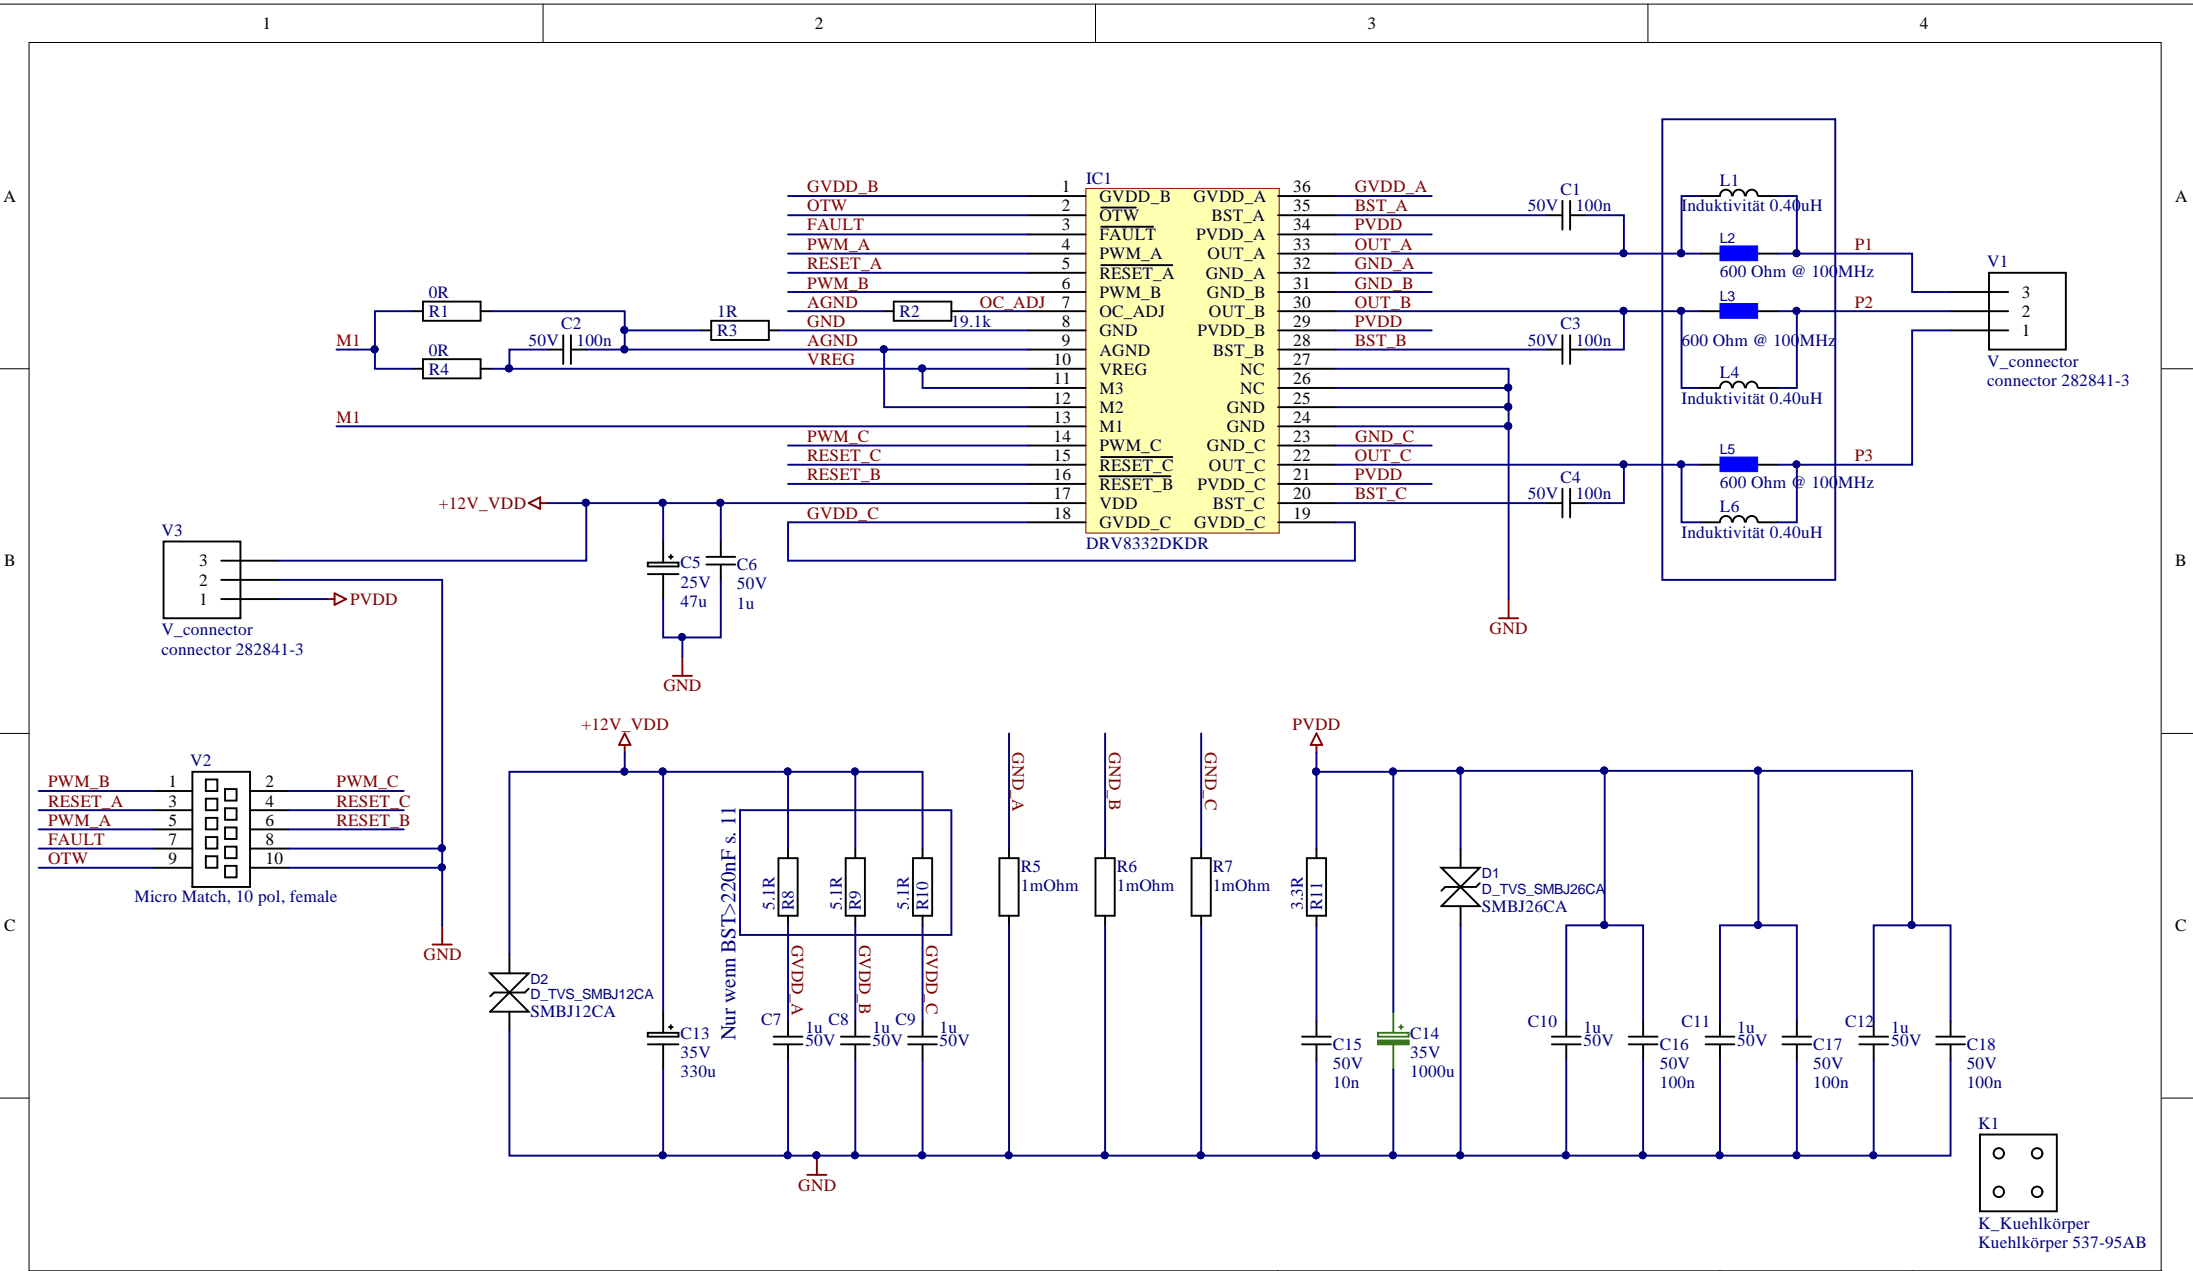 1 2 3 4
A A
B B
C C
IC1
DRV8332DKDR
GVDD_B 1 GVDD_B
OTW 2 OTW
FAULT 3 FAULT
PWM_A 4 PWM_A
RESET_A 5 RESET_A
PWM_B 6 PWM_B
AGND R2 19.1k OC_ADJ 7 OC_ADJ
GND 8 GND
AGND 9 AGND
VREG 10 VREG
11 M3
12 M2
M1 13 M1
PWM_C 14 PWM_C
RESET_C 15 RESET_C
RESET_B 16 RESET_B
+12V_VDD 17 VDD
GVDD_C 18 GVDD_C
GVDD_A 36 GVDD_A
BST_A 35 BST_A
PVDD_A 34 PVDD
OUT_A 33 OUT_A
GND_A 32 GND_A
GND_B 31 GND_B
OUT_B 30 OUT_B
PVDD_B 29 PVDD
BST_B 28 BST_B
NC 27
NC 26
GND 25
GND 24
GND_C 23 GND_C
OUT_C 22 OUT_C
PVDD_C 21 PVDD
BST_C 20 BST_C
GVDD_C 19
GND
M1
0R
R1
0R
R4
C2
50V 100n
1R
R3
C1
50V 100n
C3
50V 100n
C4
50V 100n
L1
Induktivität 0.40uH
L2
600 Ohm @ 100MHz
L3
600 Ohm @ 100MHz
L4
Induktivität 0.40uH
L5
600 Ohm @ 100MHz
L6
Induktivität 0.40uH
P1
P2
P3
V1
3
2
1
V_connector
connector 282841-3
V3
3
2
1
PVDD
V_connector
connector 282841-3
C5
25V
47u
C6
50V
1u
GND
V2
PWM_B 1 2 PWM_C
RESET_A 3 4 RESET_C
PWM_A 5 6 RESET_B
FAULT 7 8
OTW 9 10
Micro Match, 10 pol, female
GND
+12V_VDD
D2
D_TVS_SMBJ12CA
SMBJ12CA
C13
35V
330u
Nur wenn BST>220nF s. 11
5.1R
R8
5.1R
R9
5.1R
R10
GVDD_A
GVDD_B
GVDD_C
C7
1u
50V
C8
1u
50V
C9
1u
50V
GND
GND_A
GND_B
GND_C
R5
1mOhm
R6
1mOhm
R7
1mOhm
PVDD
3.3R
R11
C15
50V
10n
C14
35V
1000u
D1
D_TVS_SMBJ26CA
SMBJ26CA
C10
1u
50V
C16
50V
100n
C11
1u
50V
C17
50V
100n
C12
1u
50V
C18
50V
100n
K1
K_Kuehlkörper
Kuehlkörper 537-95AB